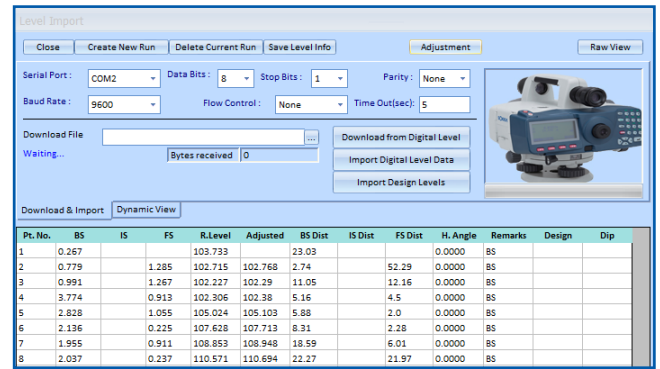 Level Import
Close Create New Run Delete Current Run Save Level Info Adjustment Raw View
Serial Port : COM2 Data Bits : 8 Stop Bits : 1 Parity : None
Baud Rate : 9600 Flow Control : None Time Out(sec): 5
Download File ... Download from Digital Level
Waiting... Bytes received 0 Import Digital Level Data
Import Design Levels
Download & Import Dynamic View
Pt. No. BS IS FS R.Level Adjusted BS Dist IS Dist FS Dist H. Angle Remarks Design Dip
1 0.267 103.733 23.03 0.0000 BS
2 0.779 1.285 102.715 102.768 2.74 52.29 0.0000 BS
3 0.991 1.267 102.227 102.29 11.05 12.16 0.0000 BS
4 3.774 0.913 102.306 102.38 5.16 4.5 0.0000 BS
5 2.828 1.055 105.024 105.103 5.88 2.0 0.0000 BS
6 2.136 0.225 107.628 107.713 8.31 2.28 0.0000 BS
7 1.955 0.911 108.853 108.948 18.59 6.01 0.0000 BS
8 2.037 0.237 110.571 110.694 22.27 21.97 0.0000 BS